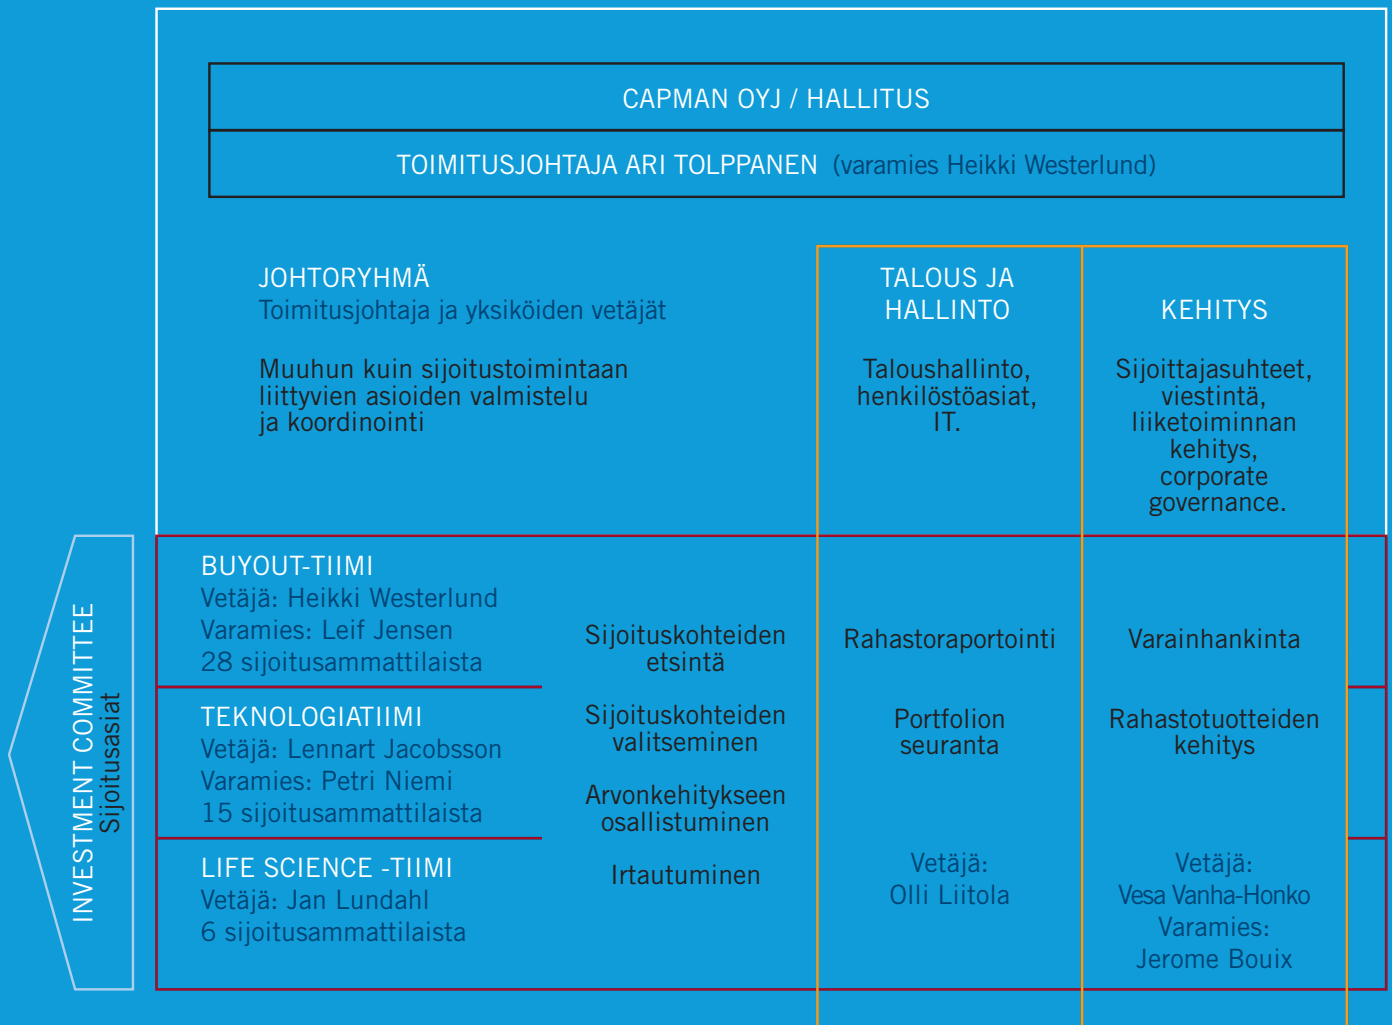 CAPMAN OYJ / HALLITUS
TOIMITUSJOHTAJA ARI TOLPPANEN (varamies Heikki Westerlund)
JOHTORYHMÄ
Toimitusjohtaja ja yksiköiden vetäjät
Muuhun kuin sijoitustoimintaan
liittyvien asioiden valmistelu
ja koordinointi
TALOUS JA
HALLINTO
Taloushallinto,
henkilöstöasiat,
IT.
KEHITYS
Sijoittajasuhteet,
viestintä,
liiketoiminnan
kehitys,
corporate
governance.
INVESTMENT COMMITTEE
Sijoitusasiat
BUYOUT-TIIMI
Vetäjä: Heikki Westerlund
Varamies: Leif Jensen
28 sijoitusammattilaista
TEKNOLOGIATIIMI
Vetäjä: Lennart Jacobsson
Varamies: Petri Niemi
15 sijoitusammattilaista
LIFE SCIENCE -TIIMI
Vetäjä: Jan Lundahl
6 sijoitusammattilaista
Sijoituskohteiden
etsintä
Sijoituskohteiden
valitseminen
Arvonkehitykseen
osallistuminen
Irtautuminen
Rahastoraportointi
Portfolion
seuranta
Vetäjä:
Olli Liitola
Varainhankinta
Rahastotuotteiden
kehitys
Vetäjä:
Vesa Vanha-Honko
Varamies:
Jerome Bouix